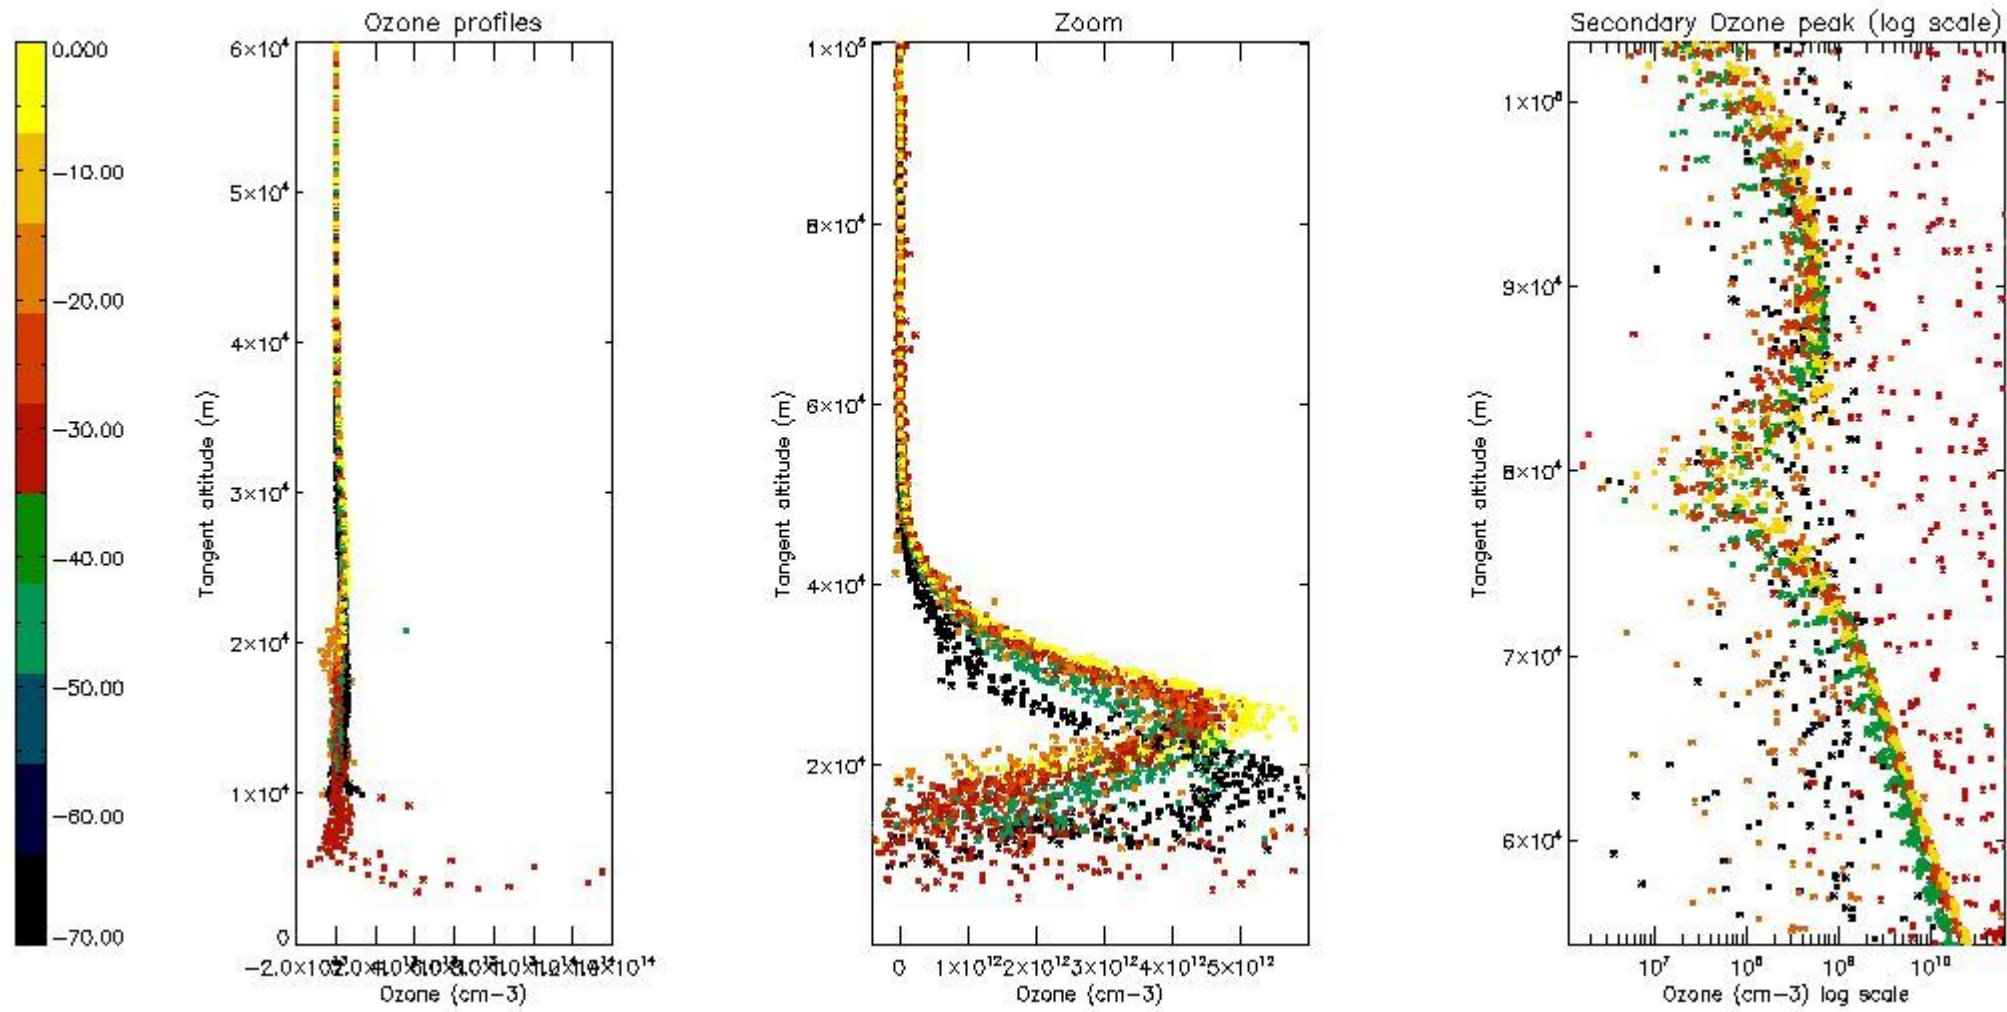 Ozone profiles
Zoom
Secondary Ozone peak (log scale)
0.000
-10.00
-20.00
-30.00
-40.00
-50.00
-60.00
-70.00
6×10⁴
5×10⁴
4×10⁴
3×10⁴
2×10⁴
1×10⁴
0
Tangent altitude (m)
Ozone (cm-3)
1×10⁵
8×10⁴
6×10⁴
4×10⁴
2×10⁴
Tangent altitude (m)
0 1×10¹² 2×10¹² 3×10¹² 4×10¹² 5×10¹²
Ozone (cm-3)
1×10⁵
9×10⁴
8×10⁴
7×10⁴
6×10⁴
Tangent altitude (m)
10⁷ 10⁸ 10⁹ 10¹⁰
Ozone (cm-3) log scale